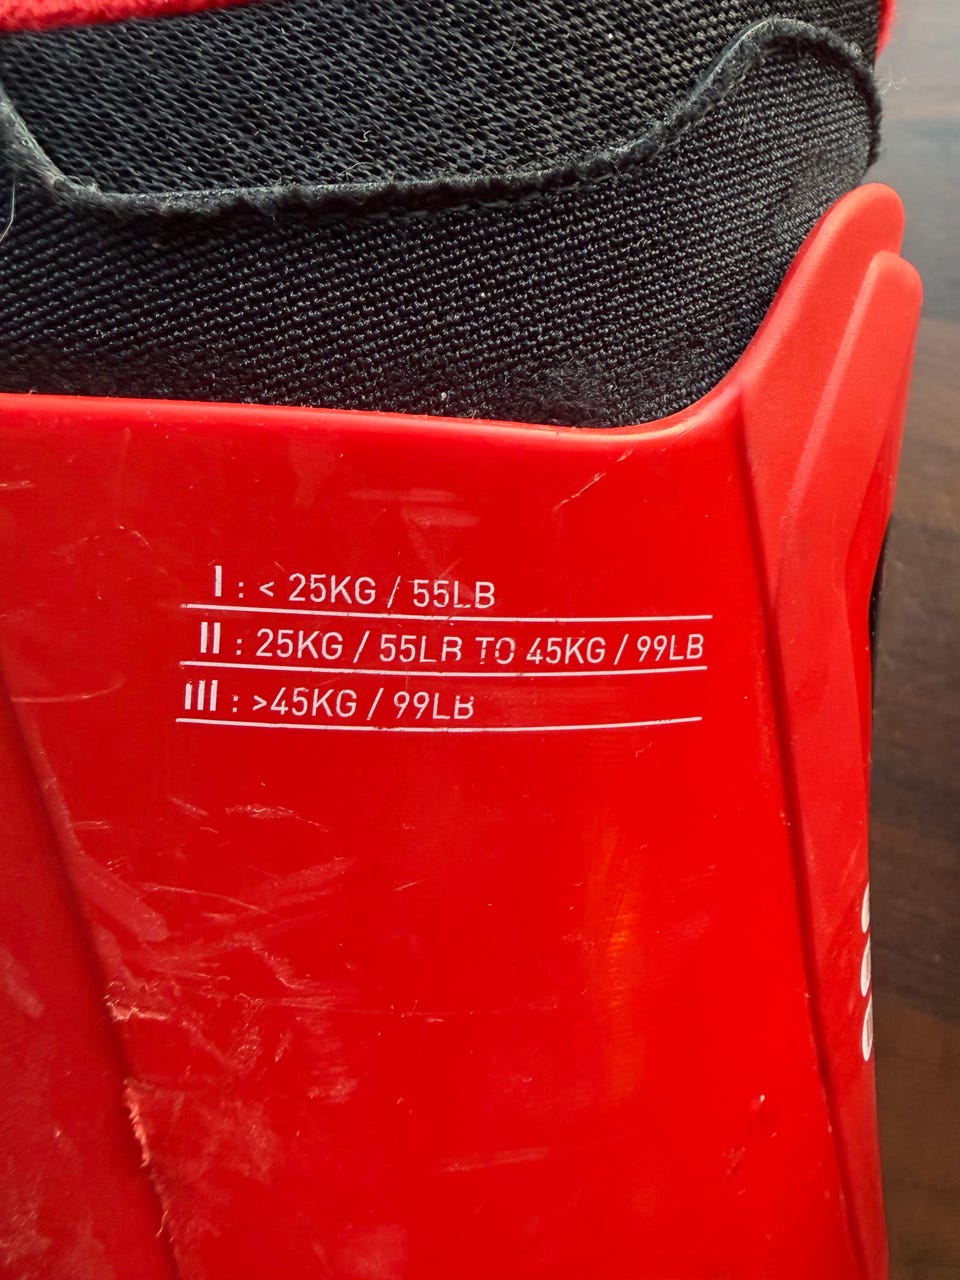 I : < 25KG / 55LB
II : 25KG / 55LB TO 45KG / 99LB
III : >45KG / 99LB